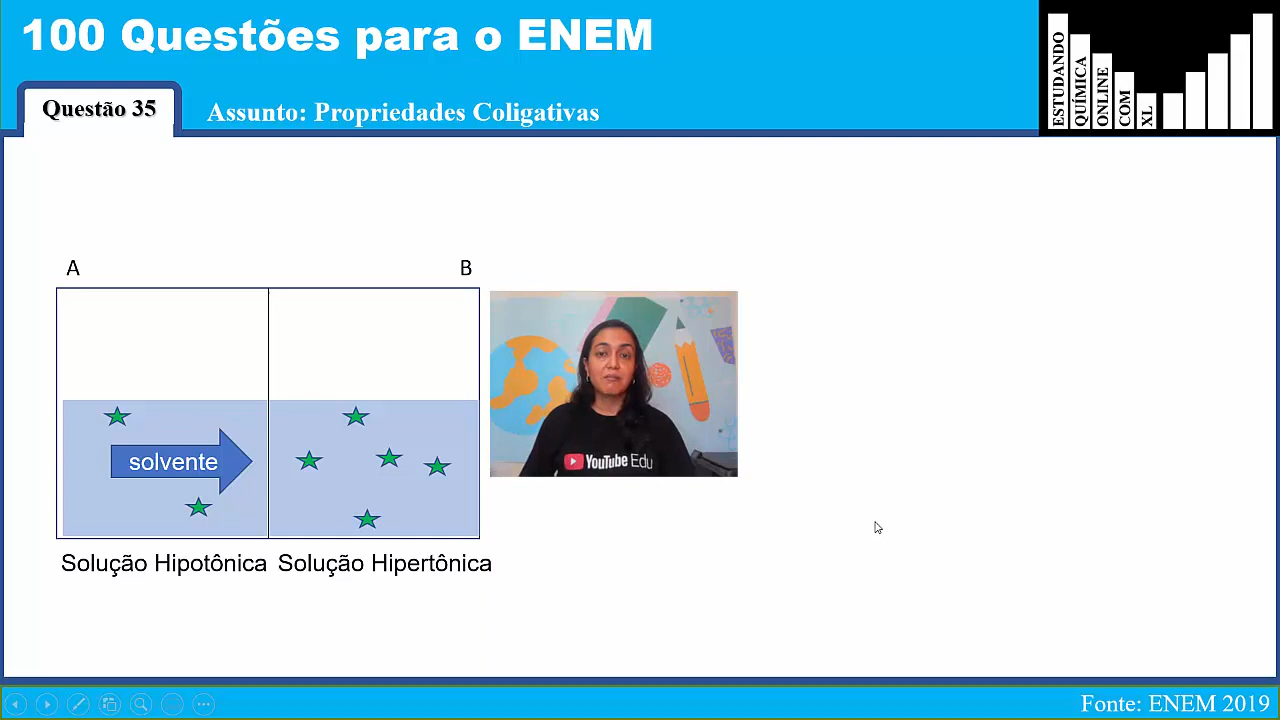 100 Questões para o ENEM
Questão 35
Assunto: Propriedades Coligativas
ESTUDANDO
QUÍMICA
ONLINE
COM
XL
A
B
solvente
YouTube Edu
Solução Hipotônica
Solução Hipertônica
Fonte: ENEM 2019